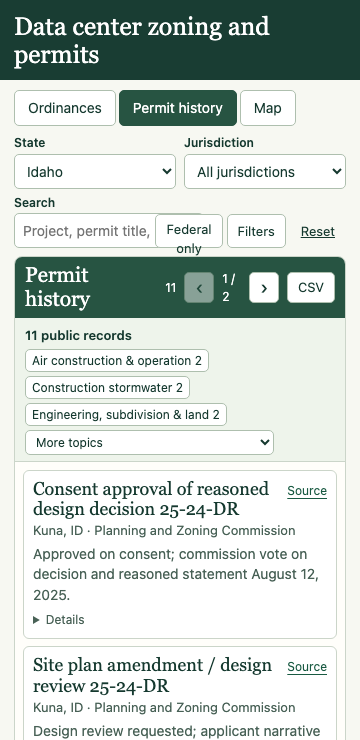 Data center zoning and
permits
Ordinances
Permit history
Map
State
Jurisdiction
Idaho
All jurisdictions
Search
Project, permit title,
Federal
only
Filters
Reset
Permit
history
11
‹
1 /
2
›
CSV
11 public records
Air construction & operation 2
Construction stormwater 2
Engineering, subdivision & land 2
More topics
Consent approval of reasoned
design decision 25-24-DR
Source
Kuna, ID · Planning and Zoning Commission
Approved on consent; commission vote on
decision and reasoned statement August 12,
2025.
Details
Site plan amendment / design
review 25-24-DR
Source
Kuna, ID · Planning and Zoning Commission
Design review requested; applicant narrative